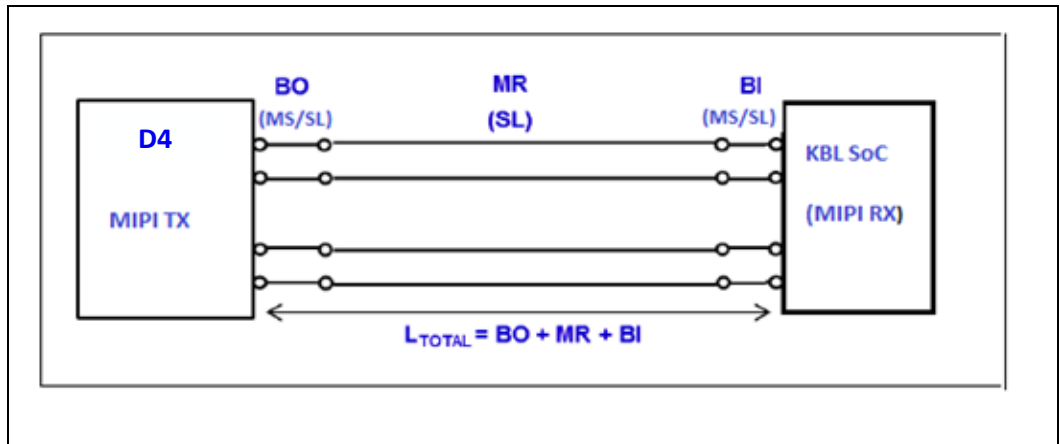 BO MR BI
(MS/SL) (SL) (MS/SL)
D4
MIPI TX
KBL SoC
(MIPI RX)
LTOTAL = BO + MR + BI